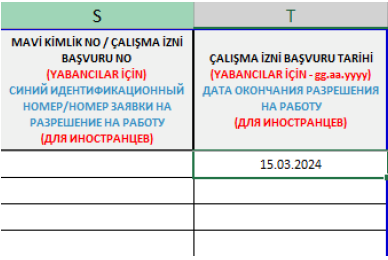 S
T
MAVİ KİMLİK NO / ÇALIŞMA İZNİ
BAŞVURU NO
(YABANCILAR İÇİN)
СИНИЙ ИДЕНТИФИКАЦИОННЫЙ
НОМЕР/НОМЕР ЗАЯВКИ НА
РАЗРЕШЕНИЕ НА РАБОТУ
(ДЛЯ ИНОСТРАНЦЕВ)
ÇALIŞMA İZNİ BAŞVURU TARİHİ
(YABANCILAR İÇİN - gg.aa.yyyy)
ДАТА ОКОНЧАНИЯ РАЗРЕШЕНИЯ
НА РАБОТУ
(ДЛЯ ИНОСТРАНЦЕВ)
15.03.2024